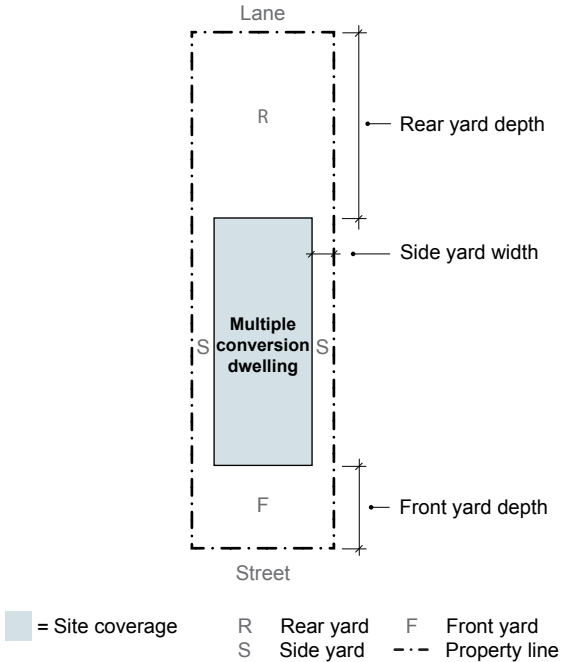 Lane
R
Rear yard depth
Side yard width
Multiple
S conversion S
dwelling
F
Front yard depth
Street
= Site coverage R Rear yard F Front yard
S Side yard Property line